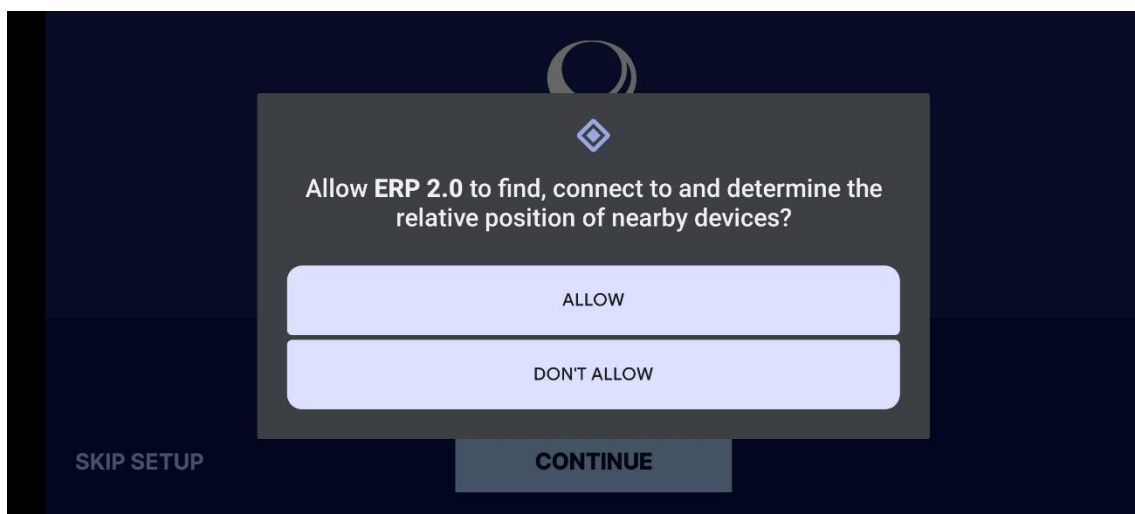 Allow ERP 2.0 to find, connect to and determine the
relative position of nearby devices?
ALLOW
DON'T ALLOW
SKIP SETUP
CONTINUE